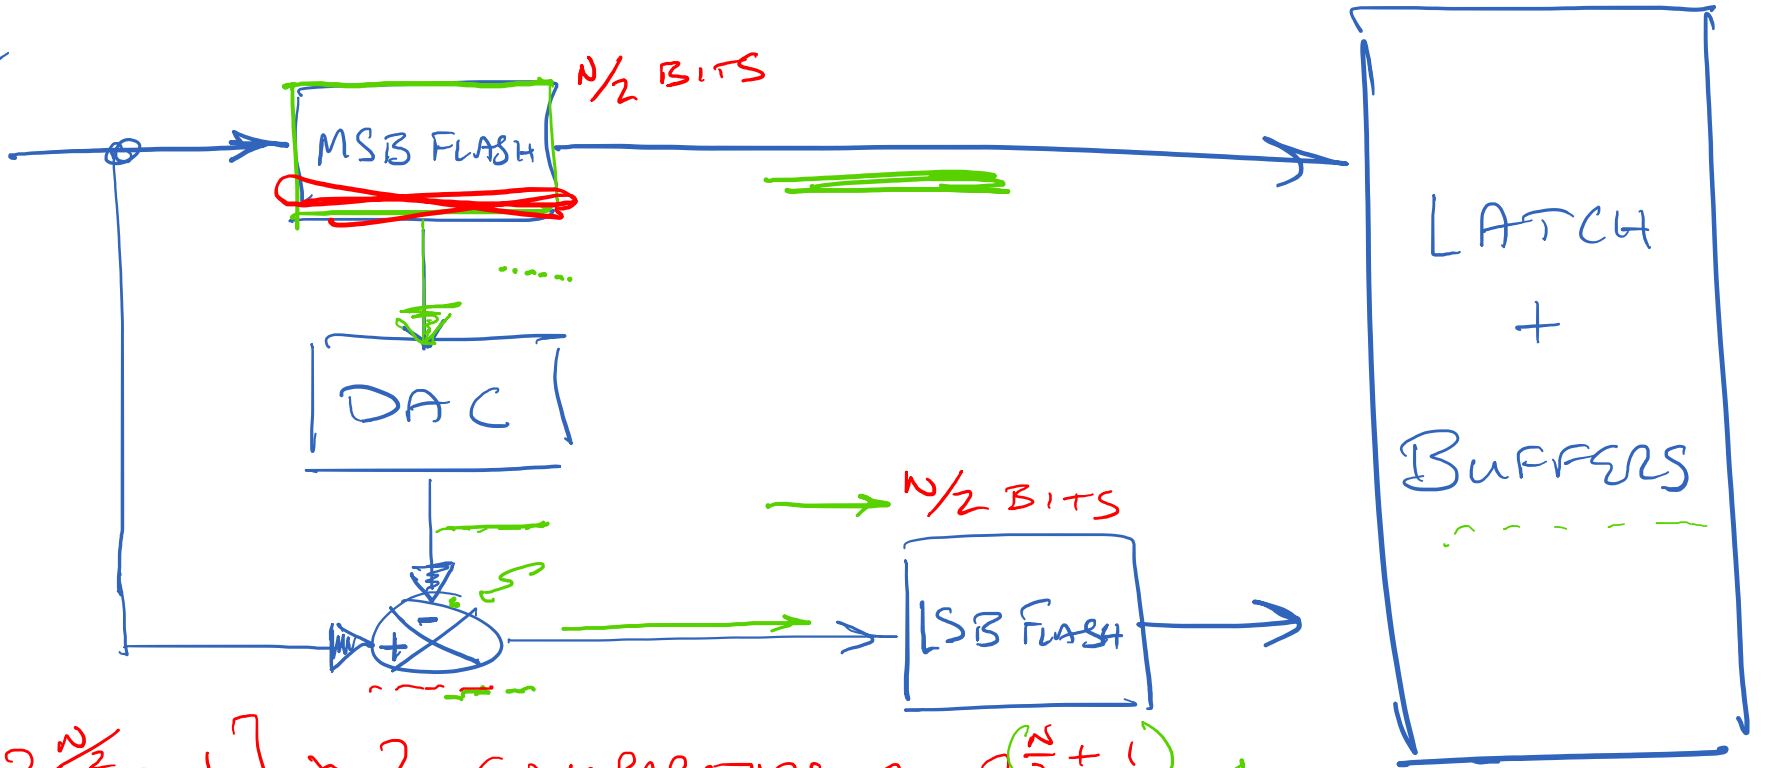 N/2 BITS
MSB FLASH
LATCH
+
BUFFERS
DAC
N/2 BITS
-
+
LSB FLASH